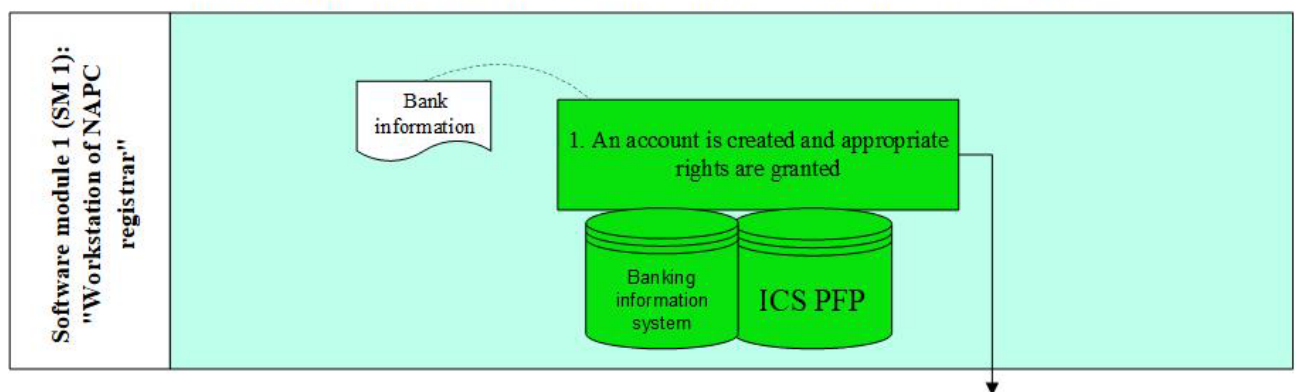 Software module 1 (SM 1):
"Workstation of NAPC
registrar"
Bank
information
1. An account is created and appropriate
rights are granted
Banking
information
system
ICS PFP